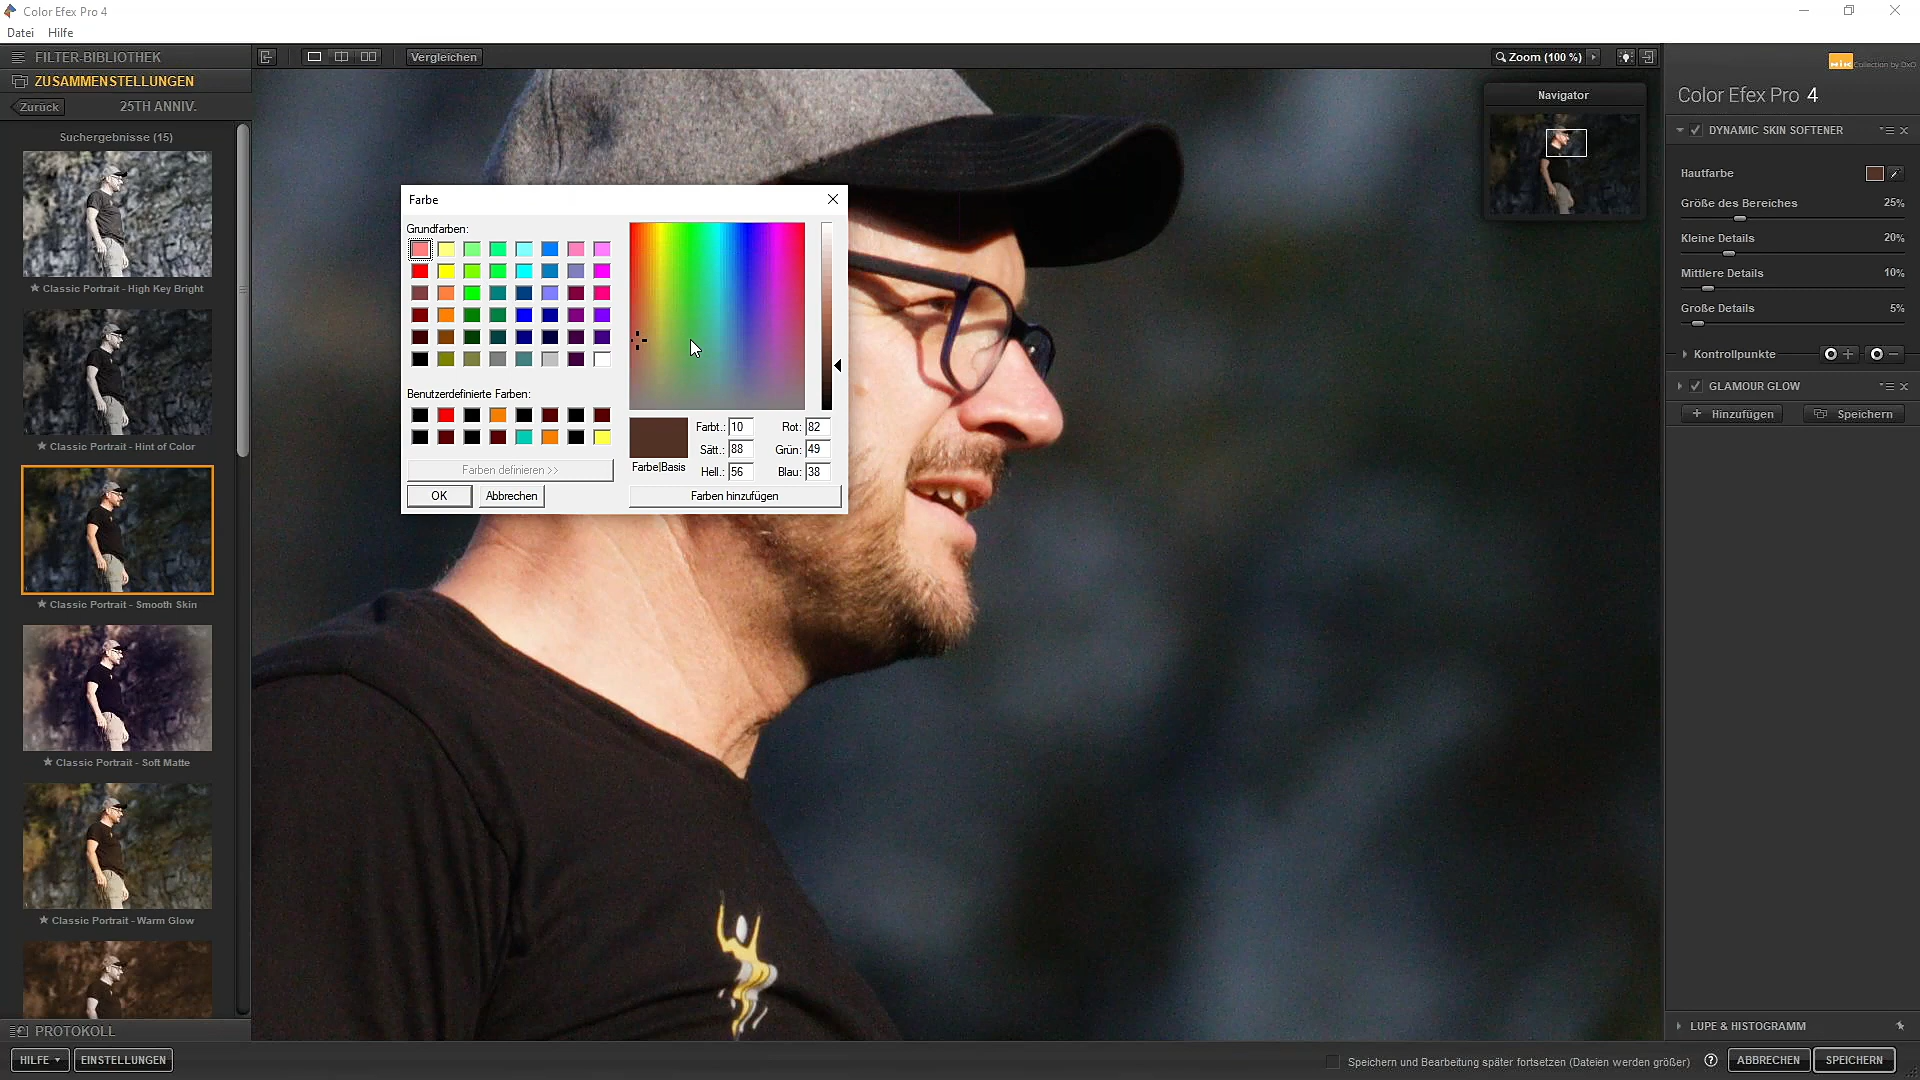 Color Efex Pro 4
Datei Hilfe
FILTER-BIBLIOTHEK
ZUSAMMENSTELLUNGEN
Zurück 25TH ANNIV.
Suchergebnisse (15)
Classic Portrait - High Key Bright
Classic Portrait - Hint of Color
Classic Portrait - Smooth Skin
Classic Portrait - Soft Matte
Classic Portrait - Warm Glow
PROTOKOLL
HILFE EINSTELLUNGEN
Vergleichen
Zoom (100 %)
Navigator
Farbe
Grundfarben:
Benutzerdefinierte Farben:
Farben definieren >>
OK Abbrechen
Farbt.: 10 Rot: 82
Sätt.: 88 Grün: 49
Farbe|Basis Hell.: 56 Blau: 38
Farben hinzufügen
Nik Collection by DxO
Color Efex Pro 4
DYNAMIC SKIN SOFTENER
Hautfarbe
Größe des Bereiches 25%
Kleine Details 20%
Mittlere Details 10%
Große Details 5%
Kontrollpunkte
GLAMOUR GLOW
Hinzufügen Speichern
LUPE & HISTOGRAMM
Speichern und Bearbeitung später fortsetzen (Dateien werden größer) ? ABBRECHEN SPEICHERN